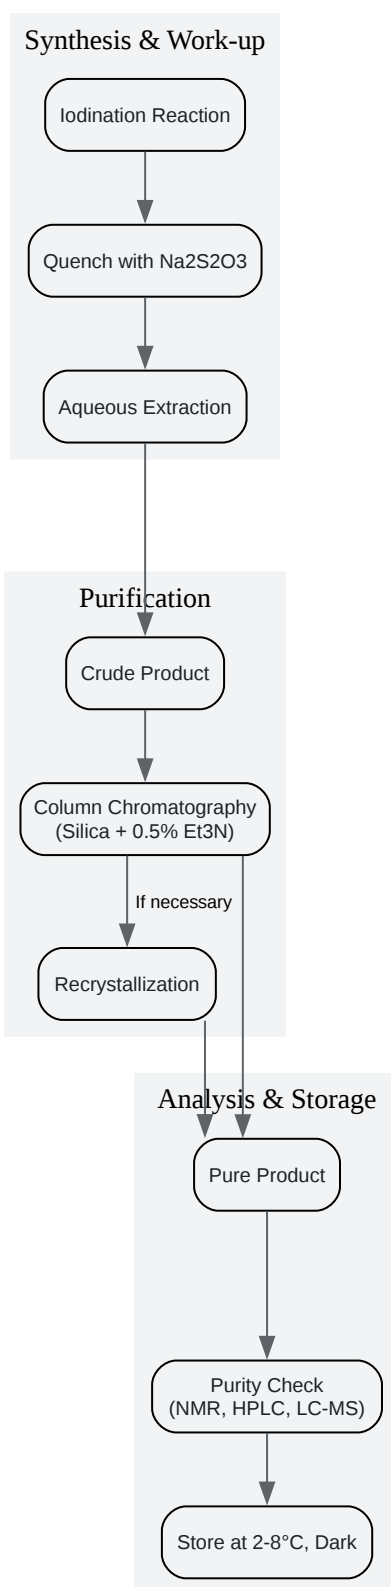 Synthesis & Work-up
Iodination Reaction
Quench with Na2S2O3
Aqueous Extraction
Purification
Crude Product
Column Chromatography
(Silica + 0.5% Et3N)
If necessary
Recrystallization
Analysis & Storage
Pure Product
Purity Check
(NMR, HPLC, LC-MS)
Store at 2-8°C, Dark